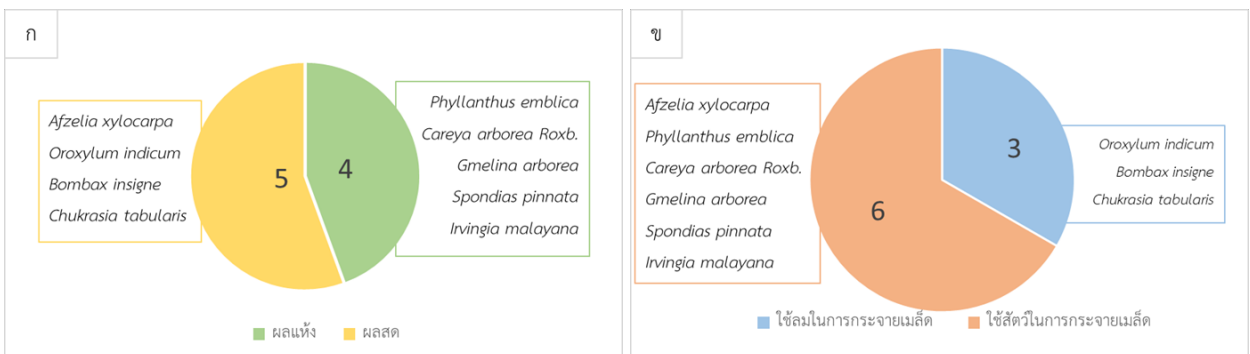 ก
Afzelia xylocarpa
Oroxylum indicum
Bombax insigne
Chukrasia tabularis
5
4
Phyllanthus emblica
Careya arborea Roxb.
Gmelina arborea
Spondias pinnata
Irvingia malayana
ผลแห้ง
ผลสด
ข
Afzelia xylocarpa
Phyllanthus emblica
Careya arborea Roxb.
Gmelina arborea
Spondias pinnata
Irvingia malayana
6
3
Oroxylum indicum
Bombax insigne
Chukrasia tabularis
ใช้ลมในการกระจายเมล็ด
ใช้สัตว์ในการกระจายเมล็ด